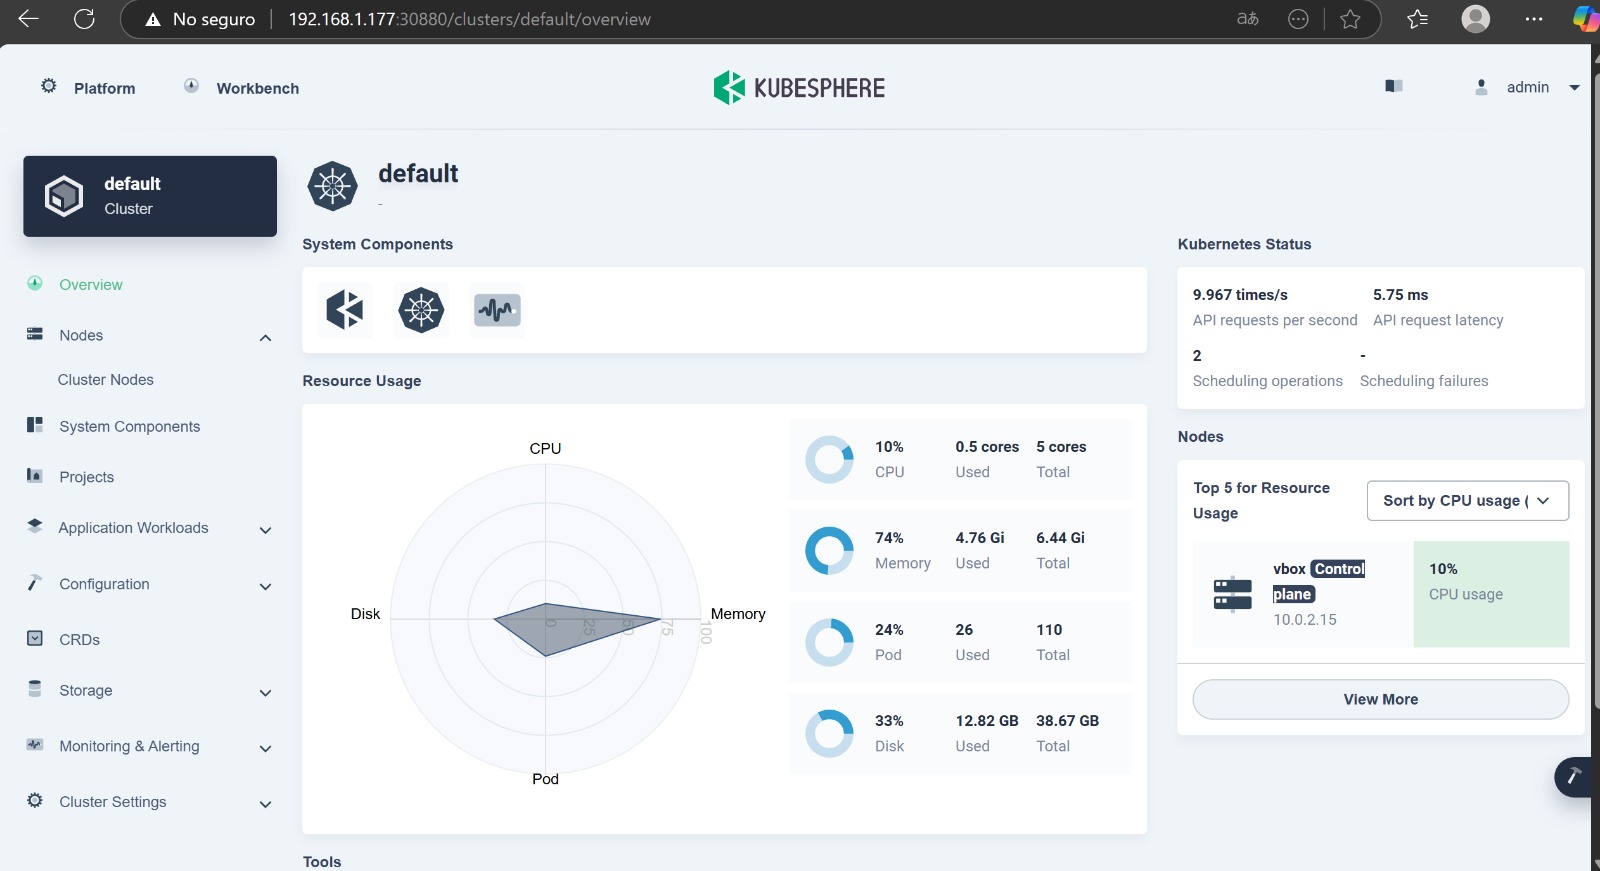 No seguro
192.168.1.177:30880/clusters/default/overview
aあ
Platform
Workbench
KUBESPHERE
admin
default
Cluster
Overview
Nodes
Cluster Nodes
System Components
Projects
Application Workloads
Configuration
CRDs
Storage
Monitoring & Alerting
Cluster Settings
default
-
System Components
Resource Usage
CPU
Disk
Memory
Pod
0
25
50
75
100
10%
0.5 cores
5 cores
CPU
Used
Total
74%
4.76 Gi
6.44 Gi
Memory
Used
Total
24%
26
110
Pod
Used
Total
33%
12.82 GB
38.67 GB
Disk
Used
Total
Tools
Kubernetes Status
9.967 times/s
5.75 ms
API requests per second
API request latency
2
-
Scheduling operations
Scheduling failures
Nodes
Top 5 for Resource
Usage
Sort by CPU usage (
vbox Control
plane
10.0.2.15
10%
CPU usage
View More